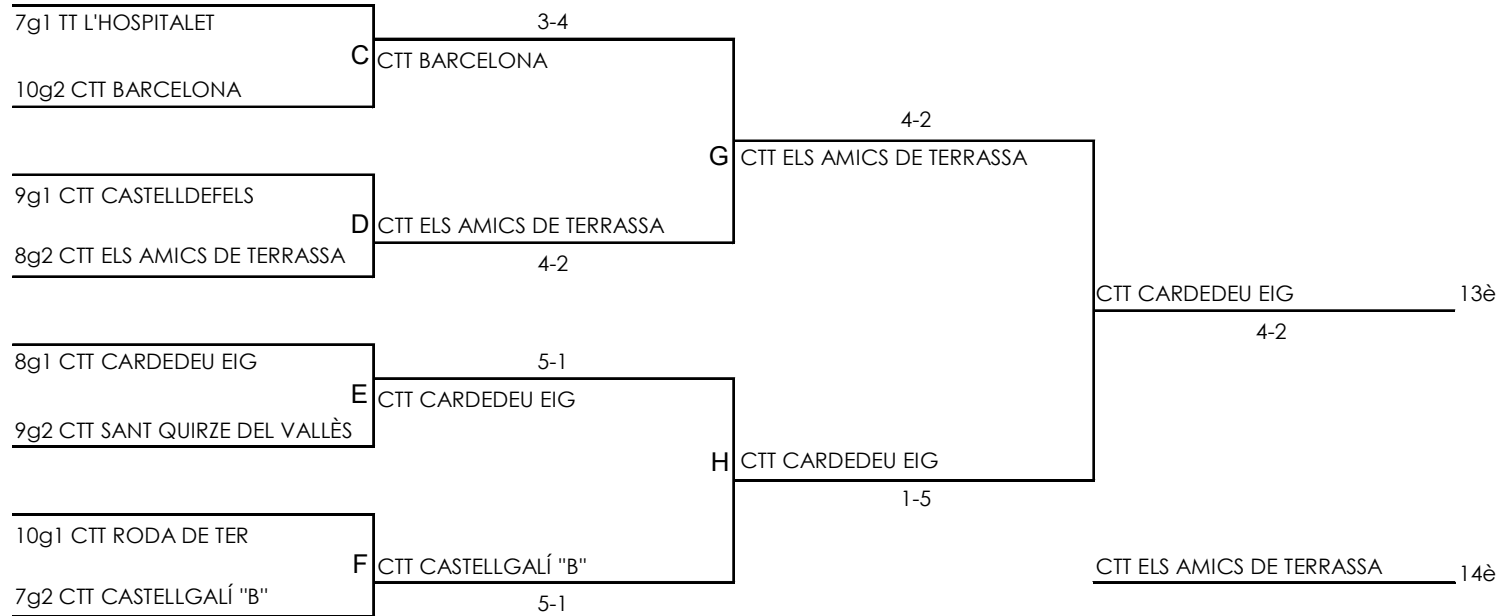 7g1 TT L'HOSPITALET
3-4
C
CTT BARCELONA
10g2 CTT BARCELONA
4-2
G
CTT ELS AMICS DE TERRASSA
9g1 CTT CASTELLDEFELS
D
CTT ELS AMICS DE TERRASSA
8g2 CTT ELS AMICS DE TERRASSA
4-2
CTT CARDEDEU EIG
13è
4-2
8g1 CTT CARDEDEU EIG
5-1
E
CTT CARDEDEU EIG
9g2 CTT SANT QUIRZE DEL VALLÈS
H
CTT CARDEDEU EIG
1-5
10g1 CTT RODA DE TER
F
CTT CASTELLGALÍ "B"
CTT ELS AMICS DE TERRASSA
14è
7g2 CTT CASTELLGALÍ "B"
5-1